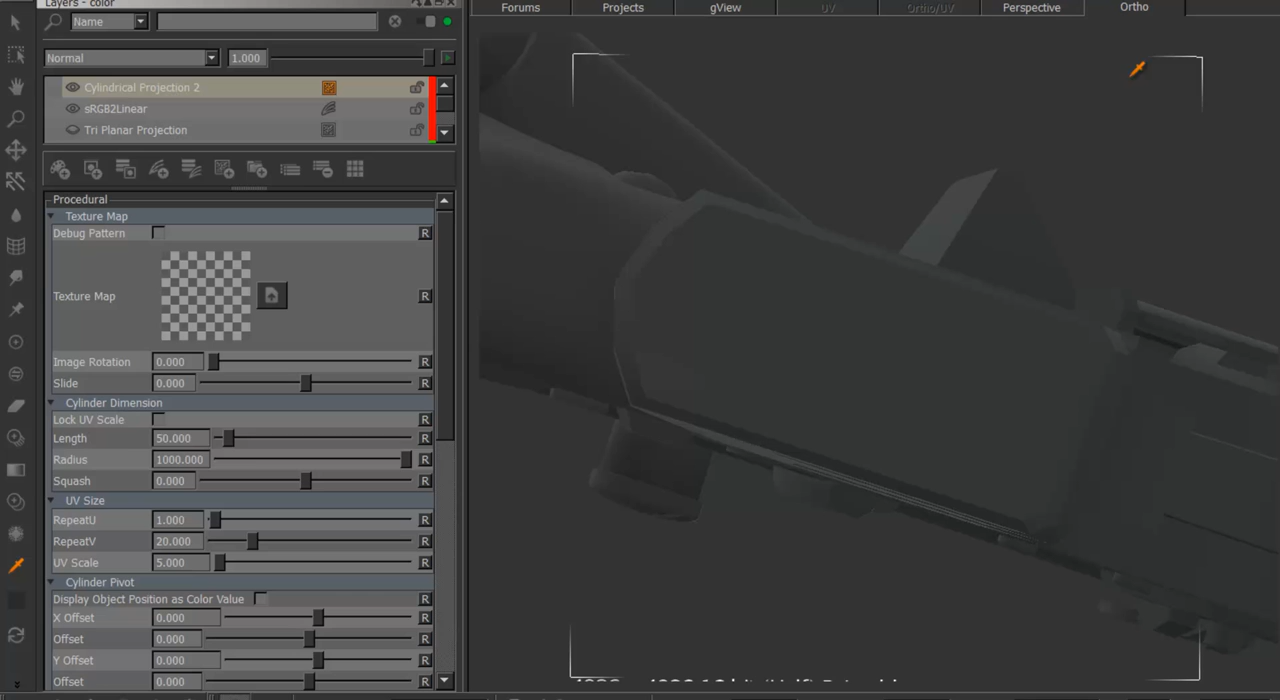 Layers - color
Forums Projects gView UV Ortho/UV Perspective Ortho
Name
Normal 1.000
Cylindrical Projection 2
sRGB2Linear
Tri Planar Projection
Procedural
Texture Map
Debug Pattern R
Texture Map R
Image Rotation 0.000 R
Slide 0.000 R
Cylinder Dimension
Lock UV Scale R
Length 50.000 R
Radius 1000.000 R
Squash 0.000 R
UV Size
RepeatU 1.000 R
RepeatV 20.000 R
UV Scale 5.000 R
Cylinder Pivot
Display Object Position as Color Value R
X Offset 0.000 R
Offset 0.000 R
Y Offset 0.000 R
Offset 0.000 R